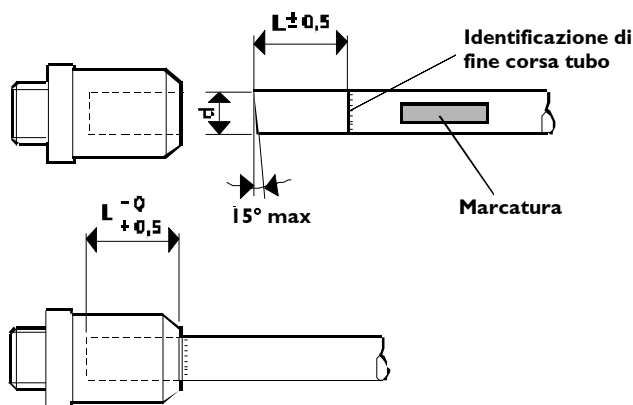 L ± 0,5
Identificazione di
fine corsa tubo
d
15° max
Marcatura
L -0
+0,5